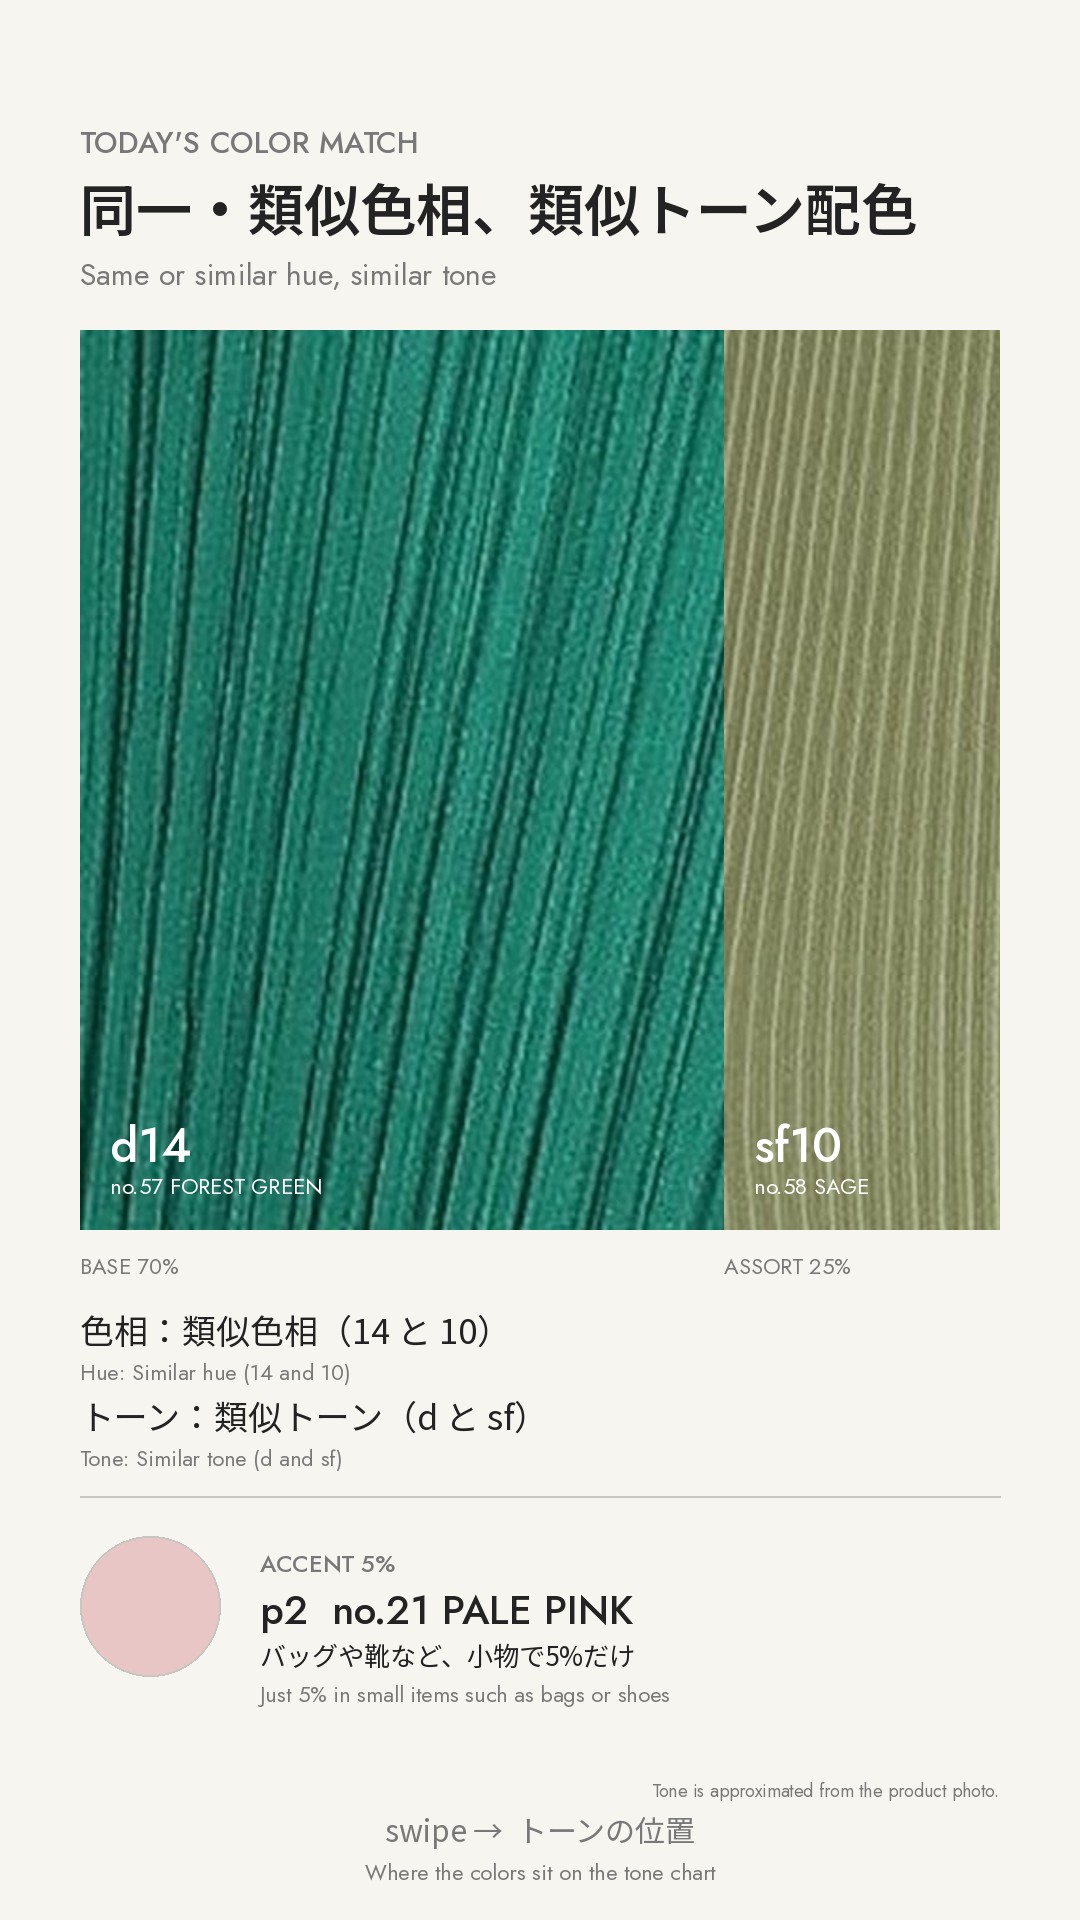 TODAY'S COLOR MATCH
同一・類似色相、類似トーン配色
Same or similar hue, similar tone
d14
no.57 FOREST GREEN
sf10
no.58 SAGE
BASE 70%
ASSORT 25%
色相：類似色相（14 と 10）
Hue: Similar hue (14 and 10)
トーン：類似トーン（d と sf）
Tone: Similar tone (d and sf)
ACCENT 5%
p2 no.21 PALE PINK
バッグや靴など、小物で5%だけ
Just 5% in small items such as bags or shoes
Tone is approximated from the product photo.
swipe → トーンの位置
Where the colors sit on the tone chart